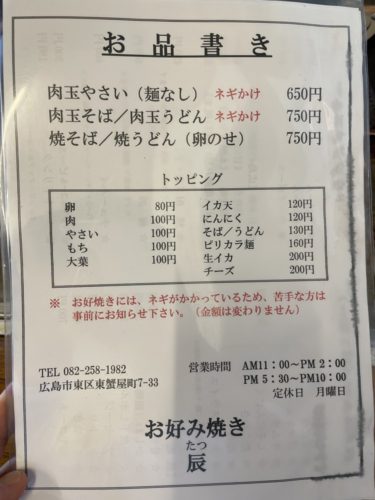 お品書き
肉玉やさい（麺なし） ネギかけ 650円
肉玉そば／肉玉うどん ネギかけ 750円
焼そば／焼うどん（卵のせ） 750円
トッピング
卵 80円 イカ天 120円
肉 100円 にんにく 120円
やさい 100円 そば／うどん 130円
もち 100円 ピリカラ麺 160円
大葉 100円 生イカ 200円
チーズ 200円
※ お好焼きには、ネギがかかっているため、苦手な方は
事前にお知らせ下さい。（金額は変わりません）
TEL 082-258-1982 営業時間 AM11：00～PM 2：00
広島市東区東蟹屋町7-33 PM 5：30～PM10：00
定休日 月曜日
お好み焼き
たつ
辰